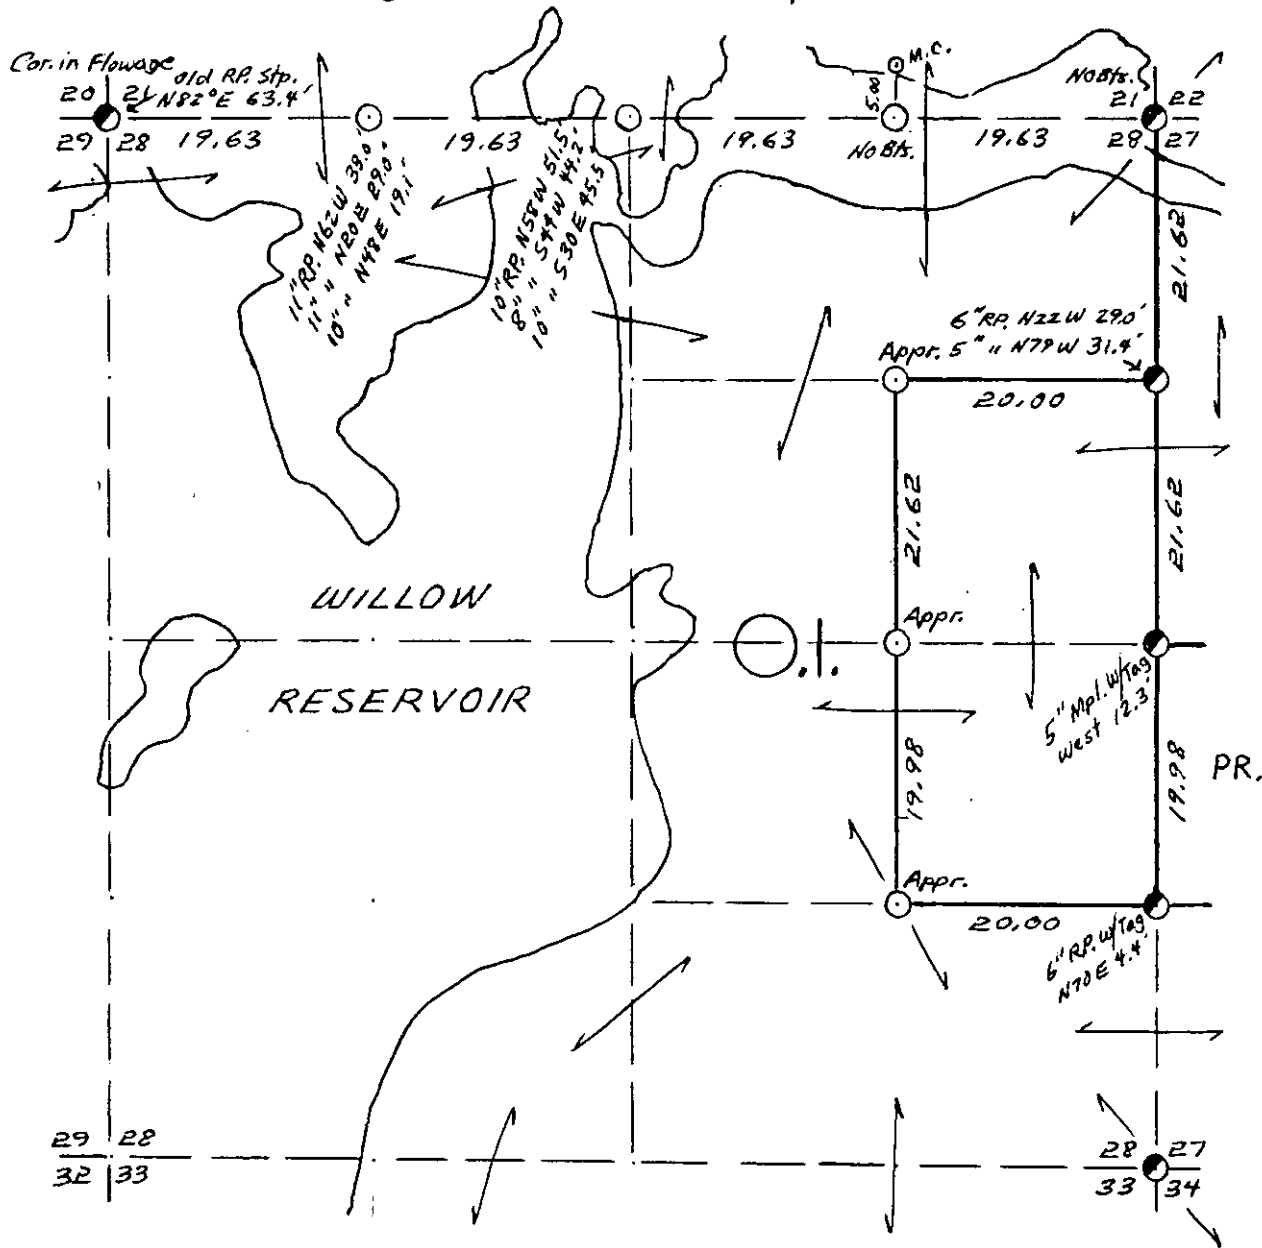 Cor. in Flowage
old RP. Stp.
N82°E 63.4'
20 21
29 28
19.63
19.63
19.63
19.63
M.C.
5.00
No Bts.
No Bts.
21 22
28 27
11" RP. N62W 39.0'
11" " N20E 29.0'
10" " N48E 19.1'
10" RP. N58W 51.5'
8" " S44W 44.2'
10" " S30E 45.5'
21.62
6" RP. N22W 29.0'
Appr. 5" " N79W 31.4'
20.00
21.62
21.62
WILLOW
RESERVOIR
O.I.
Appr.
5" Mpl. W/Tag
West 12.3'
19.98
19.98
PR.
Appr.
20.00
6" RP. W/Tag
N70E 4.4'
29 28
32 33
28 27
33 34